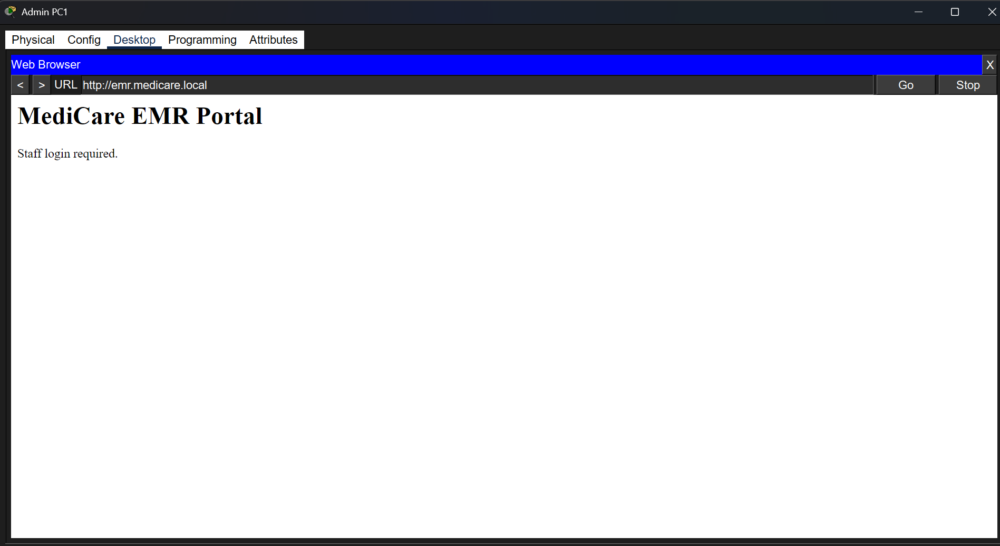 Admin PC1
Physical Config Desktop Programming Attributes
Web Browser X
< > URL http://emr.medicare.local Go Stop
MediCare EMR Portal
Staff login required.